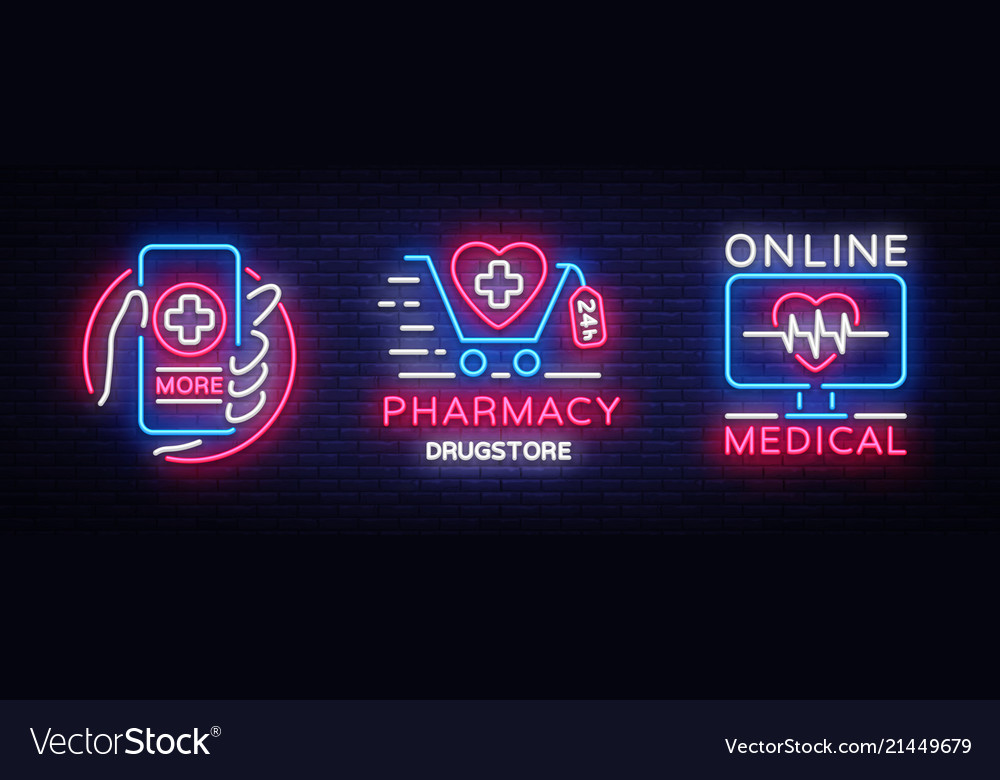 MORE
24h
PHARMACY
DRUGSTORE
ONLINE
MEDICAL
VectorStock®
VectorStock.com/21449679